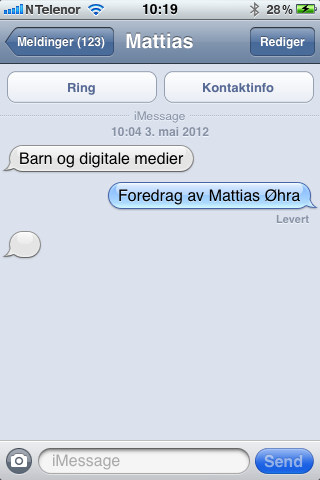 N Telenor 10:19 28%
Meldinger (123) Mattias Rediger
Ring Kontaktinfo
iMessage
10:04 3. mai 2012
Barn og digitale medier
Foredrag av Mattias Øhra
Levert
iMessage Send